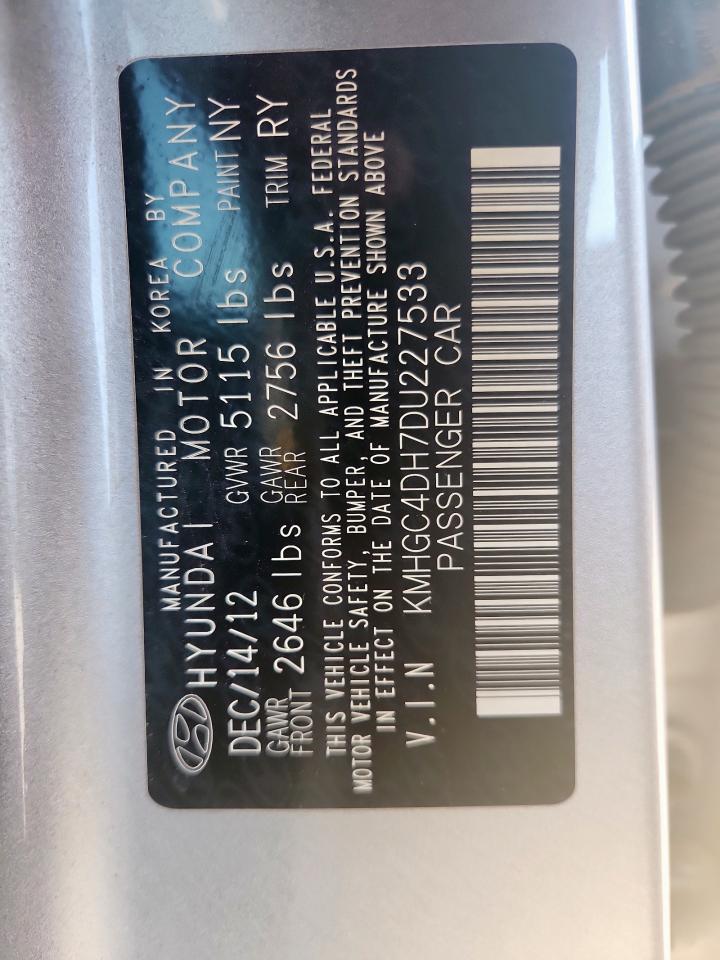 MANUFACTURED IN KOREA BY
HYUNDAI MOTOR COMPANY
DEC/14/12 GVWR 5115 lbs PAINT NY
GAWR FRONT 2646 lbs GAWR REAR 2756 lbs TRIM RY
THIS VEHICLE CONFORMS TO ALL APPLICABLE U.S.A. FEDERAL
MOTOR VEHICLE SAFETY, BUMPER, AND THEFT PREVENTION STANDARDS
IN EFFECT ON THE DATE OF MANUFACTURE SHOWN ABOVE
V.I.N KMHGC4DH7DU227533
PASSENGER CAR